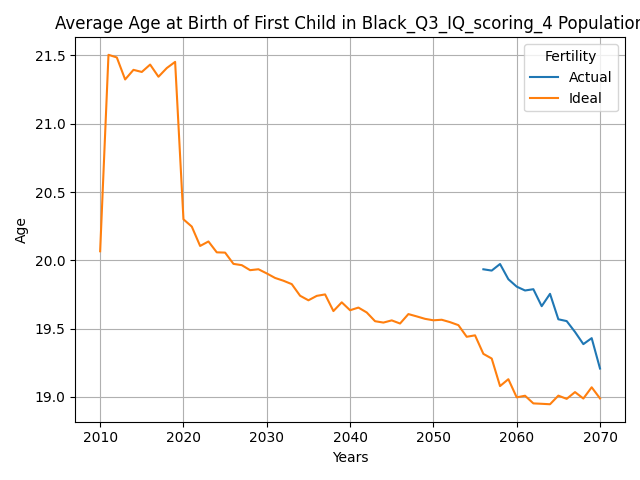 Average Age at Birth of First Child in Black_Q3_IQ_scoring_4 Population
Fertility
Actual
Ideal
21.5
21.0
20.5
20.0
19.5
19.0
Age
2010 2020 2030 2040 2050 2060 2070
Years